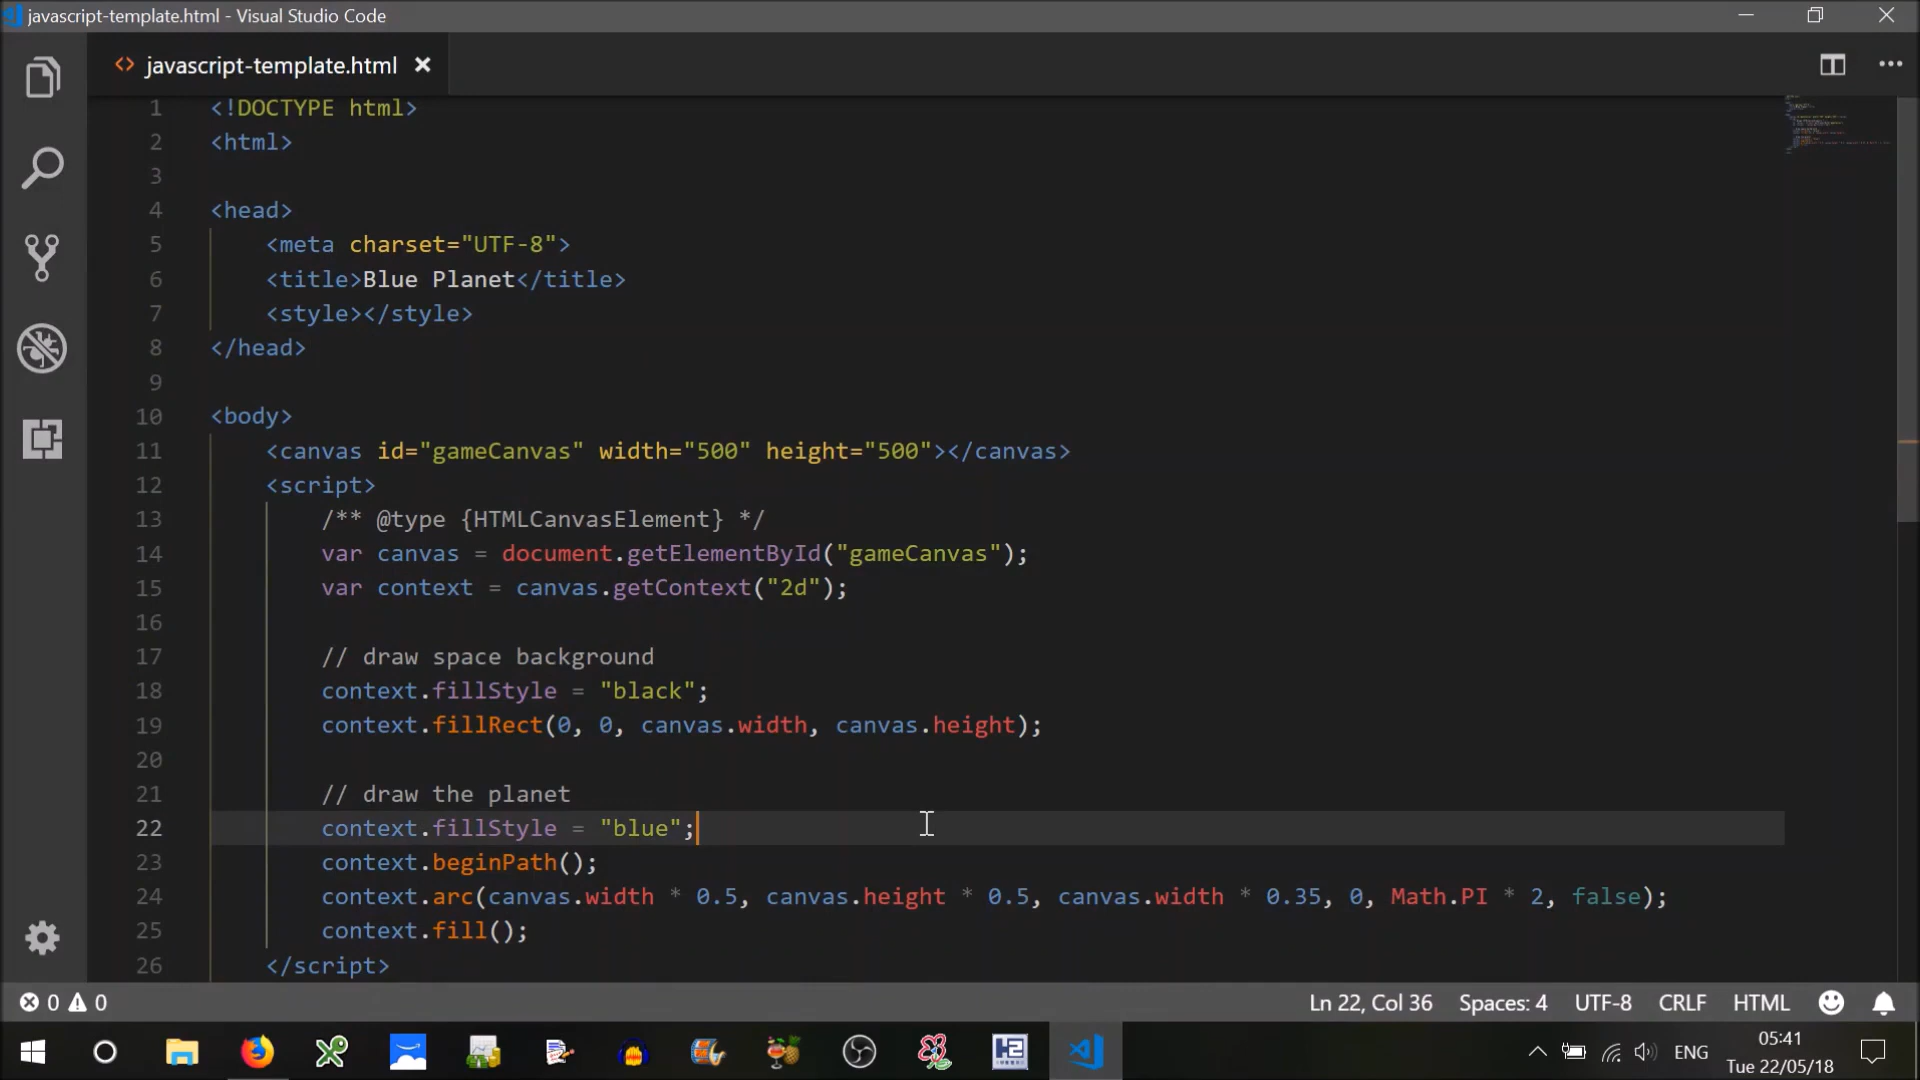 javascript-template.html - Visual Studio Code
javascript-template.html
1 <!DOCTYPE html>
2 <html>
3
4 <head>
5 <meta charset="UTF-8">
6 <title>Blue Planet</title>
7 <style></style>
8 </head>
9
10 <body>
11 <canvas id="gameCanvas" width="500" height="500"></canvas>
12 <script>
13 /** @type {HTMLCanvasElement} */
14 var canvas = document.getElementById("gameCanvas");
15 var context = canvas.getContext("2d");
16
17 // draw space background
18 context.fillStyle = "black";
19 context.fillRect(0, 0, canvas.width, canvas.height);
20
21 // draw the planet
22 context.fillStyle = "blue";
23 context.beginPath();
24 context.arc(canvas.width * 0.5, canvas.height * 0.5, canvas.width * 0.35, 0, Math.PI * 2, false);
25 context.fill();
26 </script>
0 0 Ln 22, Col 36 Spaces: 4 UTF-8 CRLF HTML
ENG
05:41
Tue 22/05/18